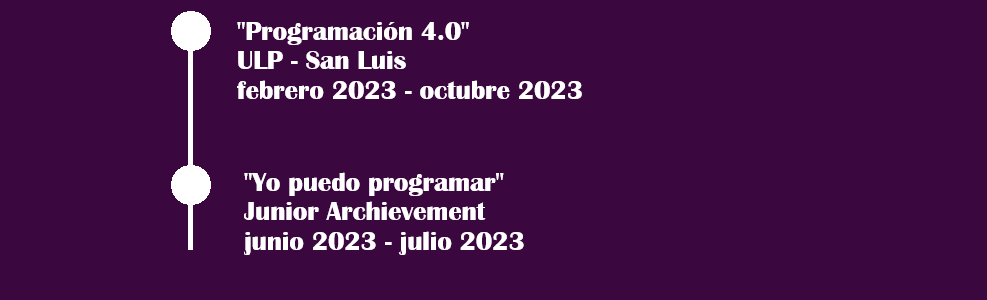 "Programación 4.0"
ULP - San Luis
febrero 2023 - octubre 2023
"Yo puedo programar"
Junior Archievement
junio 2023 - julio 2023